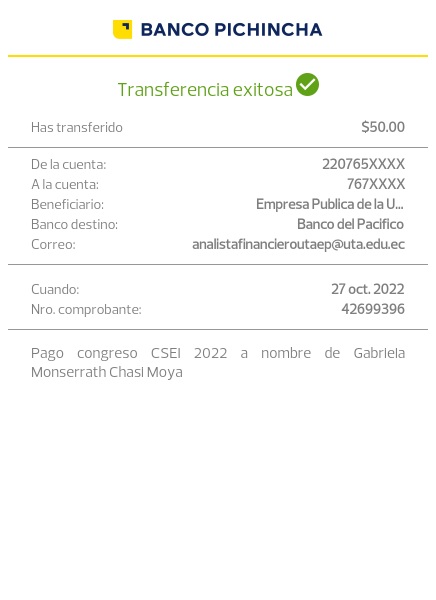 BANCO PICHINCHA
Transferencia exitosa
Has transferido $50.00
De la cuenta: 220765XXXX
A la cuenta: 767XXXX
Beneficiario: Empresa Publica de la U...
Banco destino: Banco del Pacifico
Correo: analistafinancieroutaep@uta.edu.ec
Cuando: 27 oct. 2022
Nro. comprobante: 42699396
Pago congreso CSEI 2022 a nombre de Gabriela
Monserrath Chasi Moya